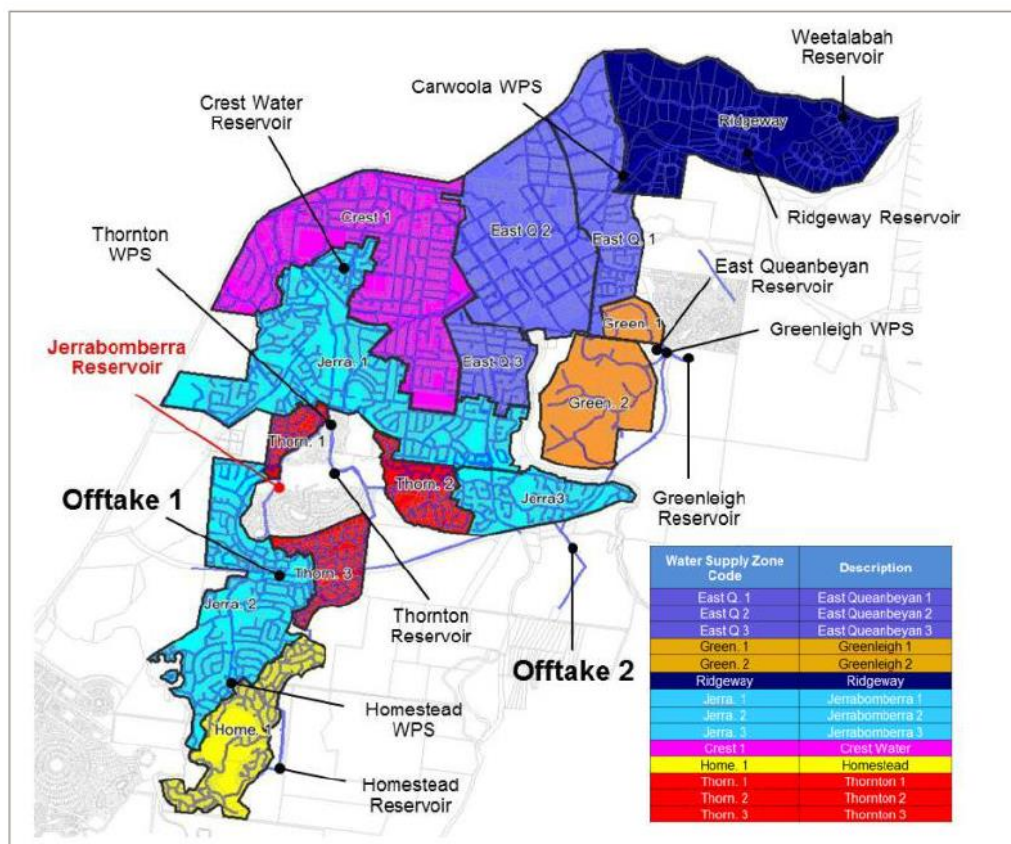 Weetalabah
Reservoir
Carwoola WPS
Crest Water
Reservoir
Ridgeway
Ridgeway Reservoir
Thornton
WPS
Crest 1
East Q 2
East Q. 1
East Queanbeyan
Reservoir
Green. 1
Greenleigh WPS
Jerrabomberra
Reservoir
Jerra. 1
East Q 3
Green. 2
Thorn. 1
Greenleigh
Reservoir
Offtake 1
Thorn. 2
Jerra3
Thorn. 3
Jerra. 2
Thornton
Reservoir
Offtake 2
Homestead
WPS
Home. 1
Homestead
Reservoir
Water Supply Zone
Code
Description
East Q. 1 East Queanbeyan 1
East Q 2 East Queanbeyan 2
East Q 3 East Queanbeyan 3
Green. 1 Greenleigh 1
Green. 2 Greenleigh 2
Ridgeway Ridgeway
Jerra. 1 Jerrabomberra 1
Jerra. 2 Jerrabomberra 2
Jerra. 3 Jerrabomberra 3
Crest 1 Crest Water
Home. 1 Homestead
Thorn. 1 Thornton 1
Thorn. 2 Thornton 2
Thorn. 3 Thornton 3